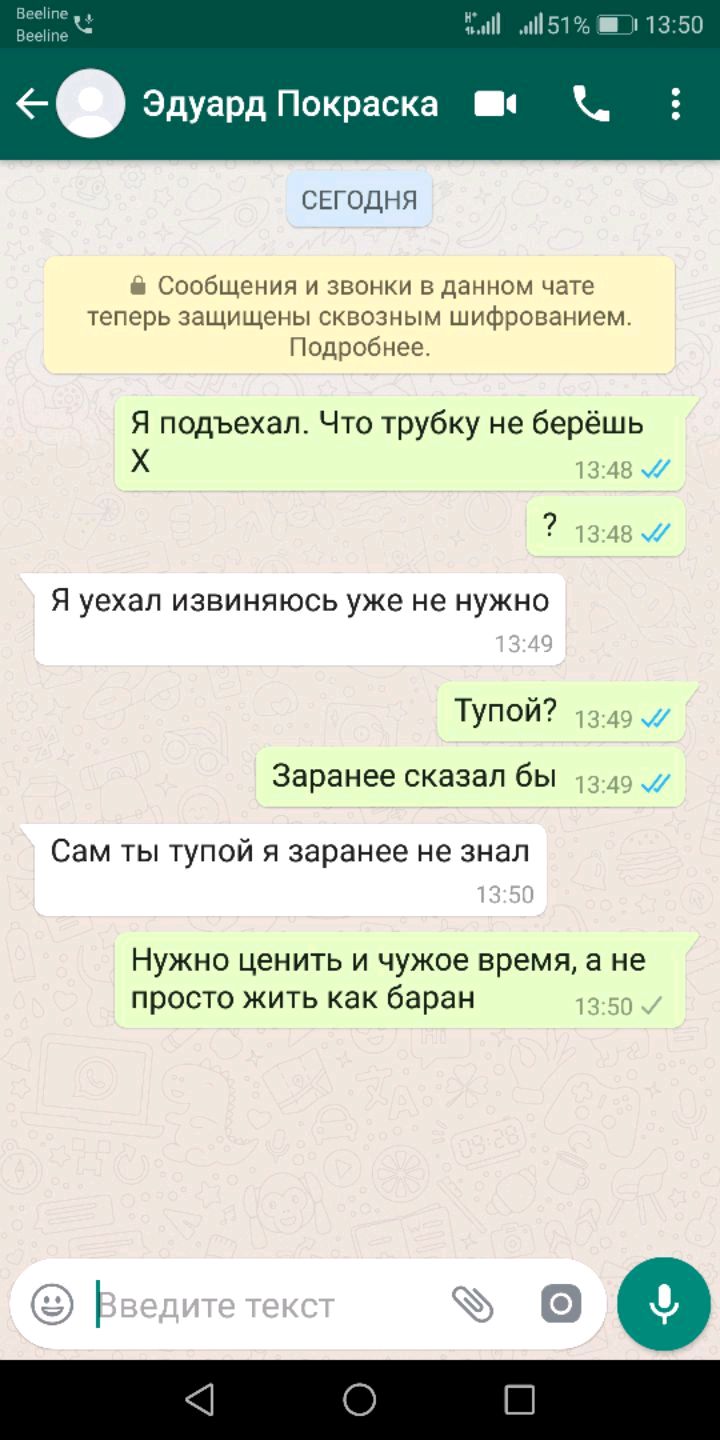 Beeline
Beeline
H+
51% 13:50
Эдуард Покраска
СЕГОДНЯ
Сообщения и звонки в данном чате
теперь защищены сквозным шифрованием.
Подробнее.
Я подъехал. Что трубку не берёшь
Х
13:48
? 13:48
Я уехал извиняюсь уже не нужно
13:49
Тупой? 13:49
Заранее сказал бы 13:49
Сам ты тупой я заранее не знал
13:50
Нужно ценить и чужое время, а не
просто жить как баран 13:50
Введите текст